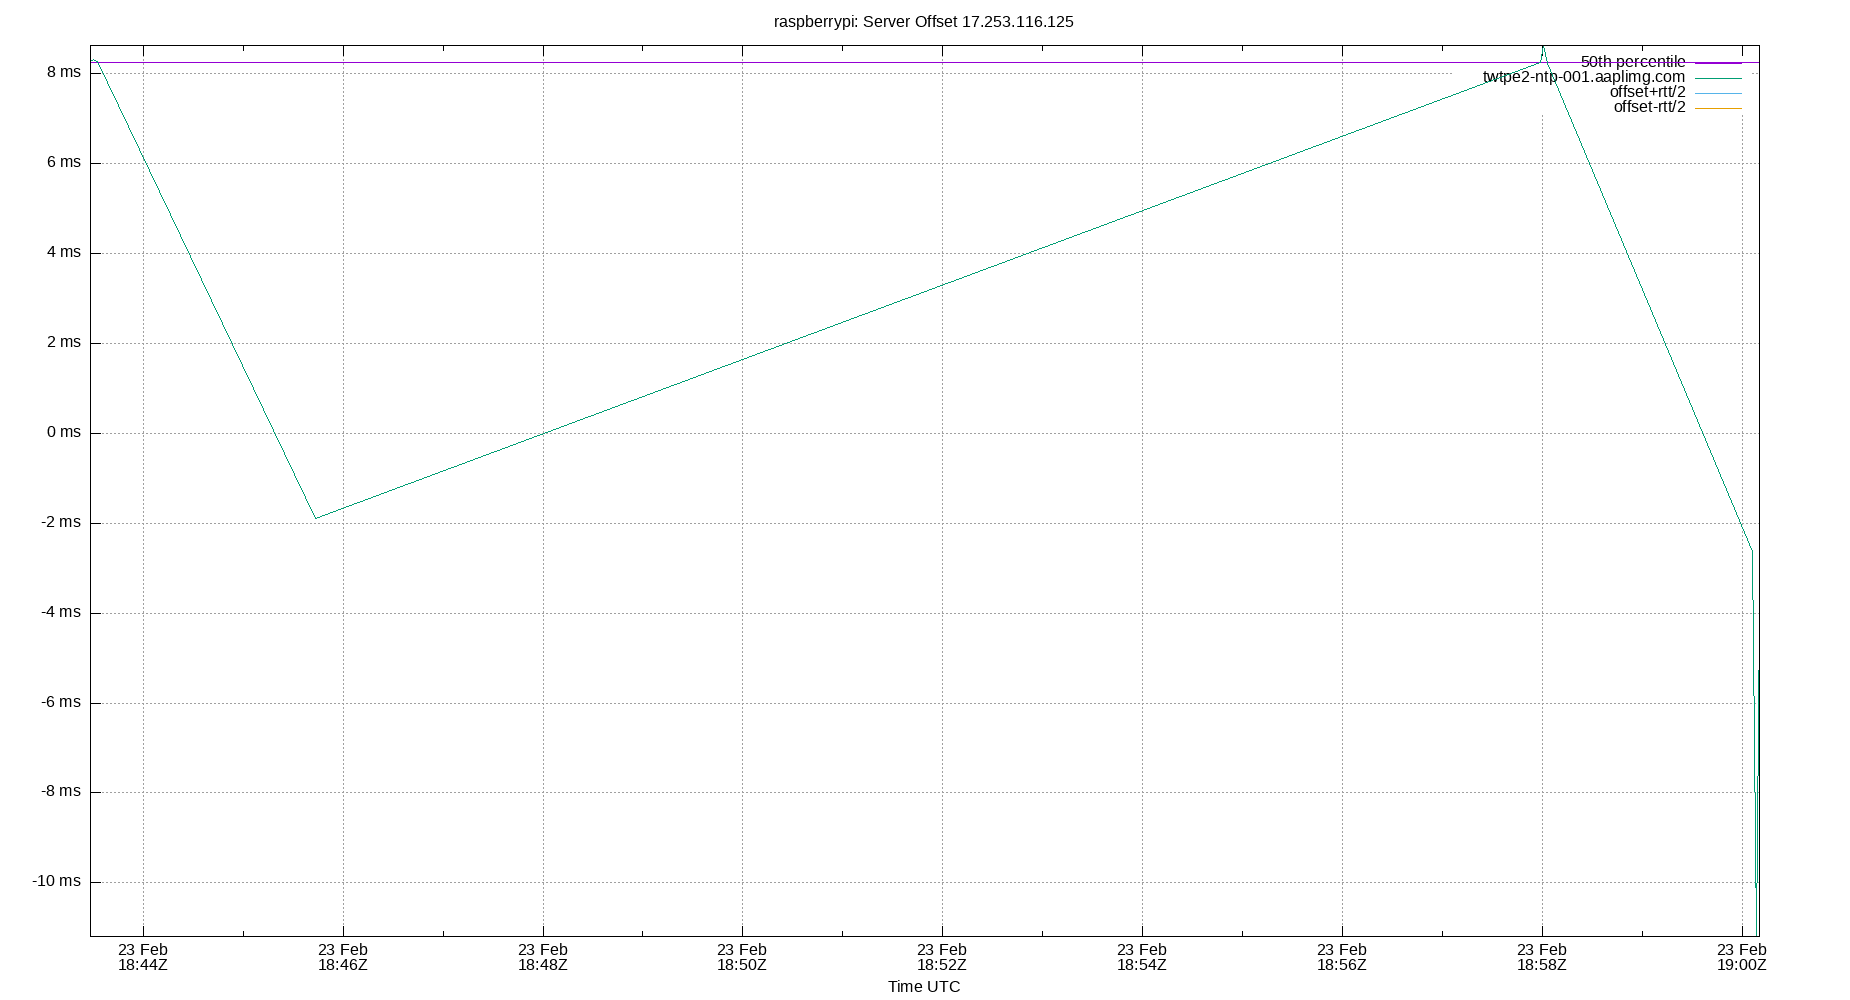 raspberrypi: Server Offset 17.253.116.125
8 ms
6 ms
4 ms
2 ms
0 ms
-2 ms
-4 ms
-6 ms
-8 ms
-10 ms
50th percentile
twtpe2-ntp-001.aaplimg.com
offset+rtt/2
offset-rtt/2
23 Feb 23 Feb 23 Feb 23 Feb 23 Feb 23 Feb 23 Feb 23 Feb 23 Feb
18:44Z 18:46Z 18:48Z 18:50Z 18:52Z 18:54Z 18:56Z 18:58Z 19:00Z
Time UTC